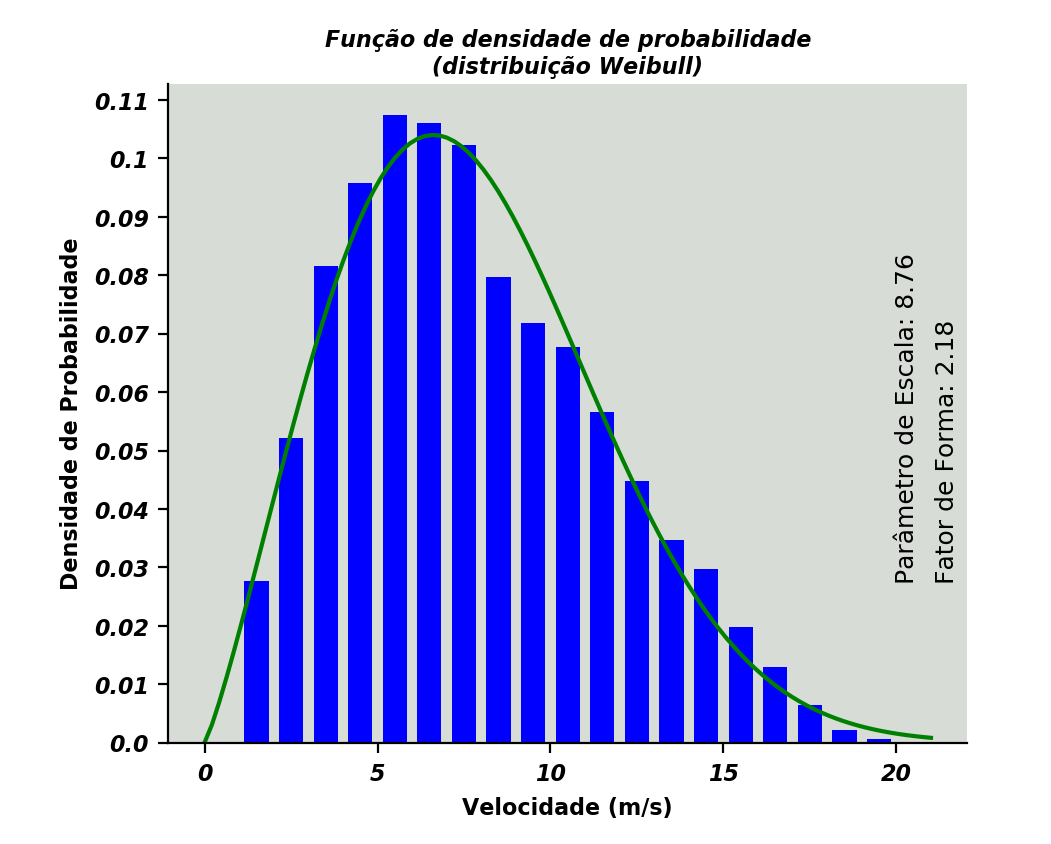 Função de densidade de probabilidade
(distribuição Weibull)
Densidade de Probabilidade
0.11
0.1
0.09
0.08
0.07
0.06
0.05
0.04
0.03
0.02
0.01
0.0
Parâmetro de Escala: 8.76
Fator de Forma: 2.18
0 5 10 15 20
Velocidade (m/s)